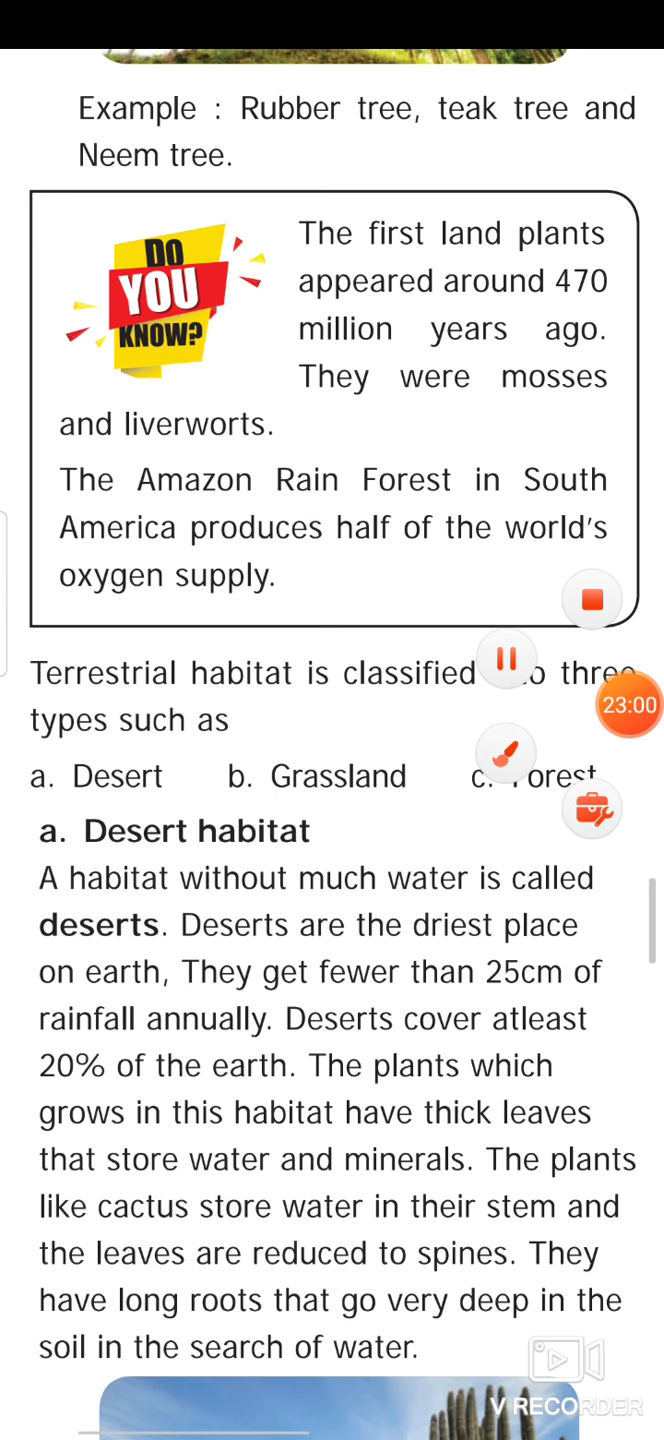 Example : Rubber tree, teak tree and
Neem tree.
DO
YOU
KNOW?
The first land plants
appeared around 470
million years ago.
They were mosses
and liverworts.
The Amazon Rain Forest in South
America produces half of the world's
oxygen supply.
Terrestrial habitat is classified three
types such as
23:00
a. Desert b. Grassland c. Forest
a. Desert habitat
A habitat without much water is called
deserts. Deserts are the driest place
on earth, They get fewer than 25cm of
rainfall annually. Deserts cover atleast
20% of the earth. The plants which
grows in this habitat have thick leaves
that store water and minerals. The plants
like cactus store water in their stem and
the leaves are reduced to spines. They
have long roots that go very deep in the
soil in the search of water.
V RECORDER